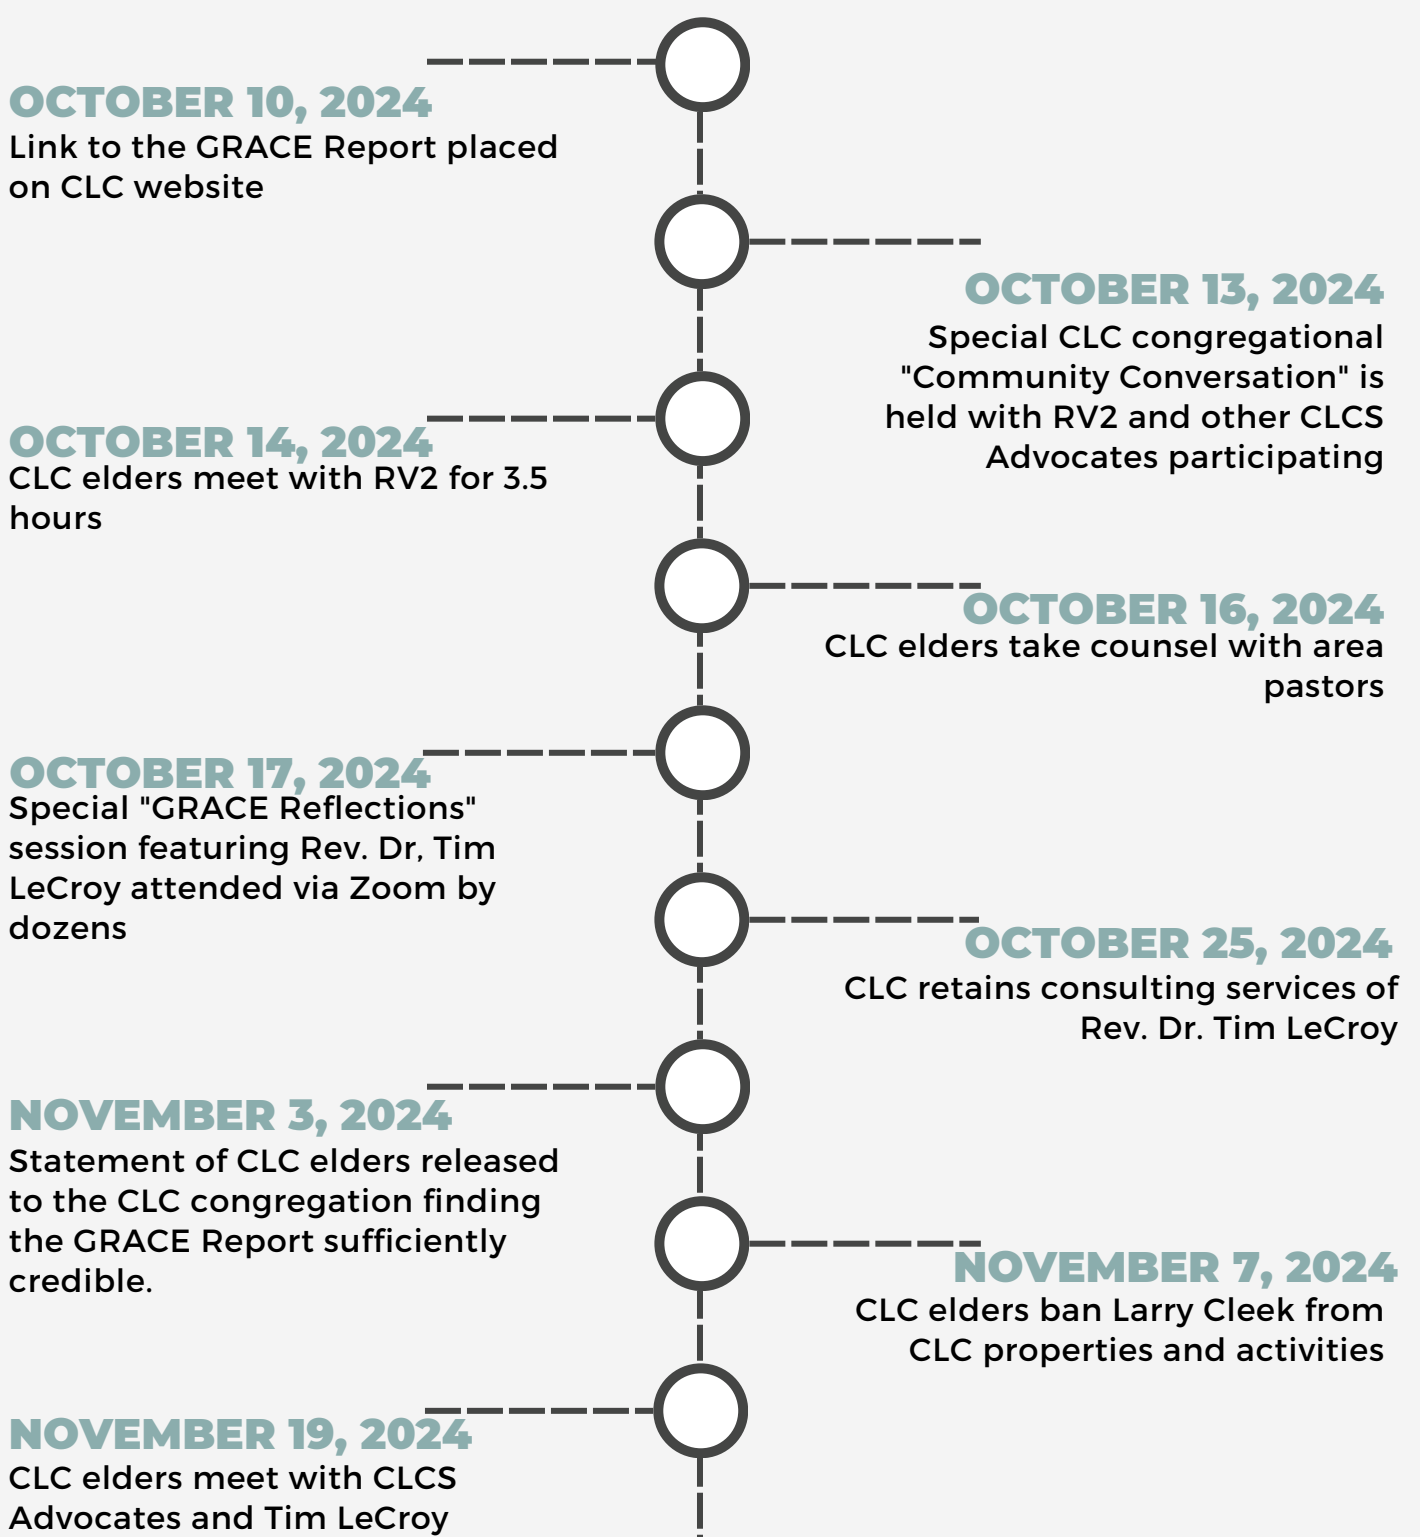 OCTOBER 10, 2024
Link to the GRACE Report placed
on CLC website
OCTOBER 13, 2024
Special CLC congregational
"Community Conversation" is
held with RV2 and other CLCS
Advocates participating
OCTOBER 14, 2024
CLC elders meet with RV2 for 3.5
hours
OCTOBER 16, 2024
CLC elders take counsel with area
pastors
OCTOBER 17, 2024
Special "GRACE Reflections"
session featuring Rev. Dr, Tim
LeCroy attended via Zoom by
dozens
OCTOBER 25, 2024
CLC retains consulting services of
Rev. Dr. Tim LeCroy
NOVEMBER 3, 2024
Statement of CLC elders released
to the CLC congregation finding
the GRACE Report sufficiently
credible.
NOVEMBER 7, 2024
CLC elders ban Larry Cleek from
CLC properties and activities
NOVEMBER 19, 2024
CLC elders meet with CLCS
Advocates and Tim LeCroy